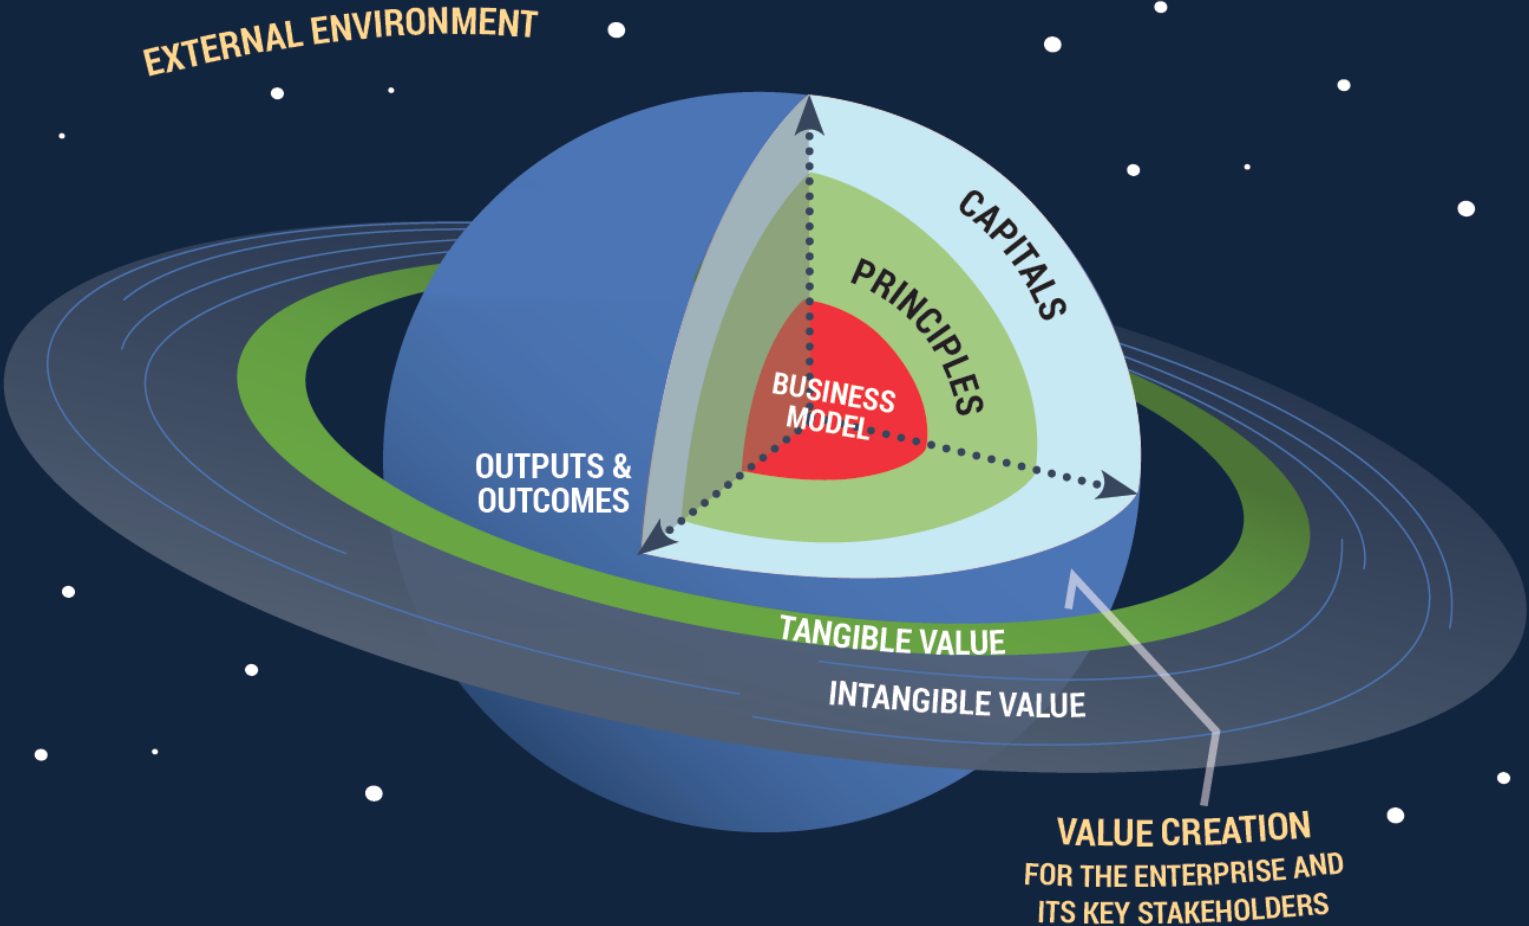 EXTERNAL ENVIRONMENT
CAPITALS
PRINCIPLES
BUSINESS
MODEL
OUTPUTS &
OUTCOMES
TANGIBLE VALUE
INTANGIBLE VALUE
VALUE CREATION
FOR THE ENTERPRISE AND
ITS KEY STAKEHOLDERS